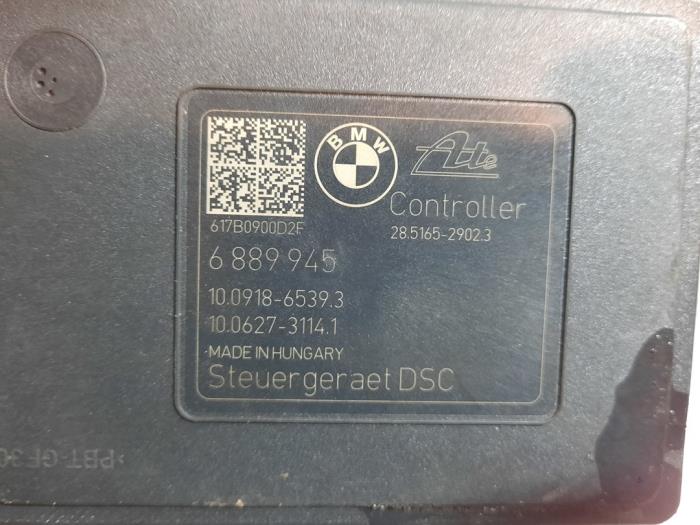 BMW
Ate
Controller
617B0900D2F
28.5165-2902.3
6 889 945
10.0918-6539.3
10.0627-3114.1
MADE IN HUNGARY
Steuergeraet DSC
>PBT-GF30